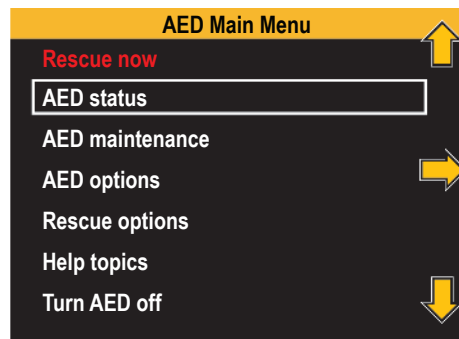 AED Main Menu
Rescue now
AED status
AED maintenance
AED options
Rescue options
Help topics
Turn AED off